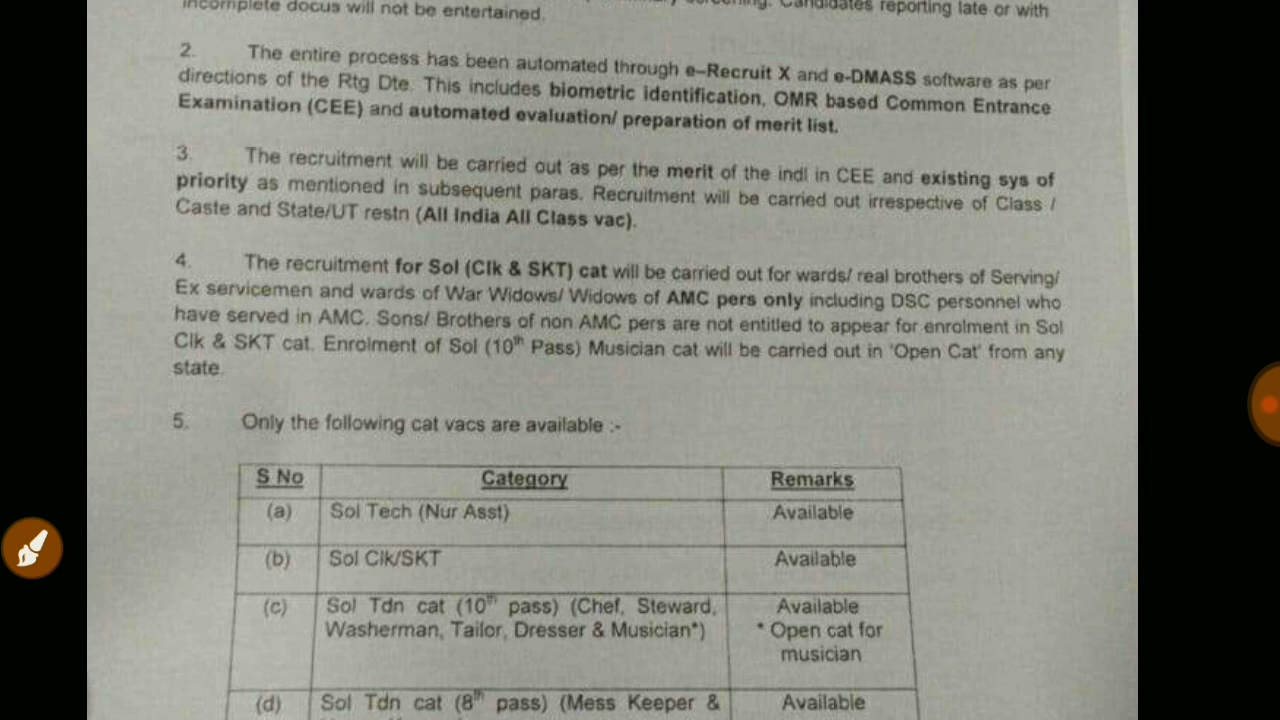 incomplete docus will not be entertained. screening. Candidates reporting late or with
2. The entire process has been automated through e–Recruit X and e-DMASS software as per
directions of the Rtg Dte. This includes biometric identification, OMR based Common Entrance
Examination (CEE) and automated evaluation/ preparation of merit list.
3. The recruitment will be carried out as per the merit of the indl in CEE and existing sys of
priority as mentioned in subsequent paras. Recruitment will be carried out irrespective of Class /
Caste and State/UT restn (All India All Class vac).
4. The recruitment for Sol (Clk & SKT) cat will be carried out for wards/ real brothers of Serving/
Ex servicemen and wards of War Widows/ Widows of AMC pers only including DSC personnel who
have served in AMC. Sons/ Brothers of non AMC pers are not entitled to appear for enrolment in Sol
Clk & SKT cat. Enrolment of Sol (10th Pass) Musician cat will be carried out in 'Open Cat' from any
state.
5. Only the following cat vacs are available :-
S No Category Remarks
(a) Sol Tech (Nur Asst) Available
(b) Sol Clk/SKT Available
(c) Sol Tdn cat (10th pass) (Chef, Steward, Available
Washerman, Tailor, Dresser & Musician*) * Open cat for
musician
(d) Sol Tdn cat (8th pass) (Mess Keeper & Available